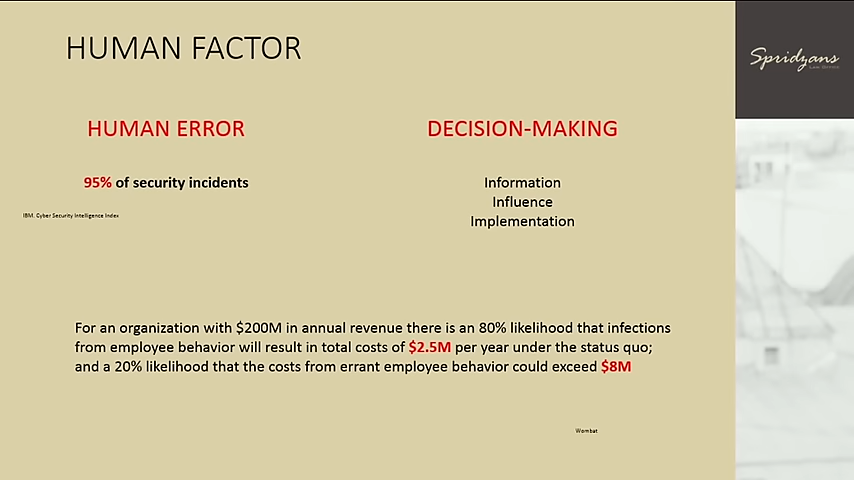 HUMAN FACTOR
Spridzans
HUMAN ERROR
DECISION-MAKING
95% of security incidents
IBM. Cyber Security Intelligence Index
Information
Influence
Implementation
For an organization with $200M in annual revenue there is an 80% likelihood that infections
from employee behavior will result in total costs of $2.5M per year under the status quo;
and a 20% likelihood that the costs from errant employee behavior could exceed $8M
Wombat